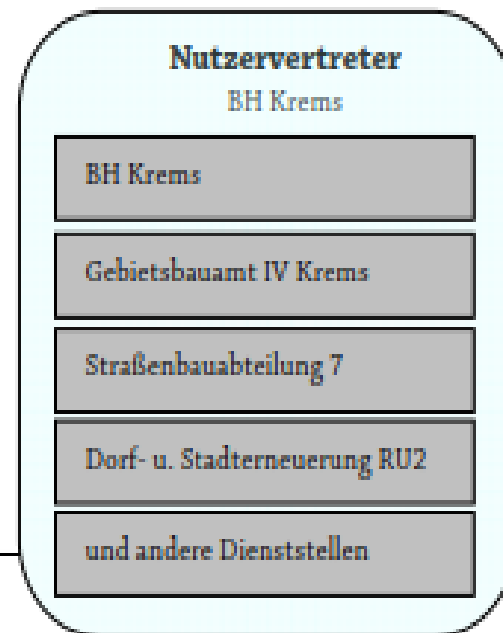 Nutzervertreter
BH Krems
BH Krems
Gebietsbauamt IV Krems
Straßenbauabteilung 7
Dorf- u. Stadterneuerung RU2
und andere Dienststellen